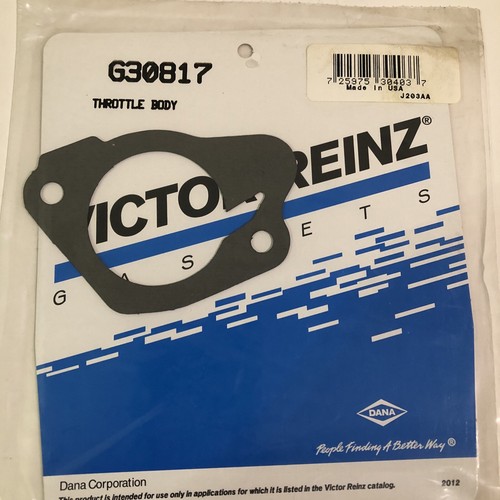 G30817
THROTTLE BODY
7 25975 30403 7
Made in USA
J203AA
VICTOR REINZ®
GASKETS
DANA
People Finding A Better Way®
Dana Corporation
2012
This product is intended for use only in applications for which it is listed in the Victor Reinz catalog.